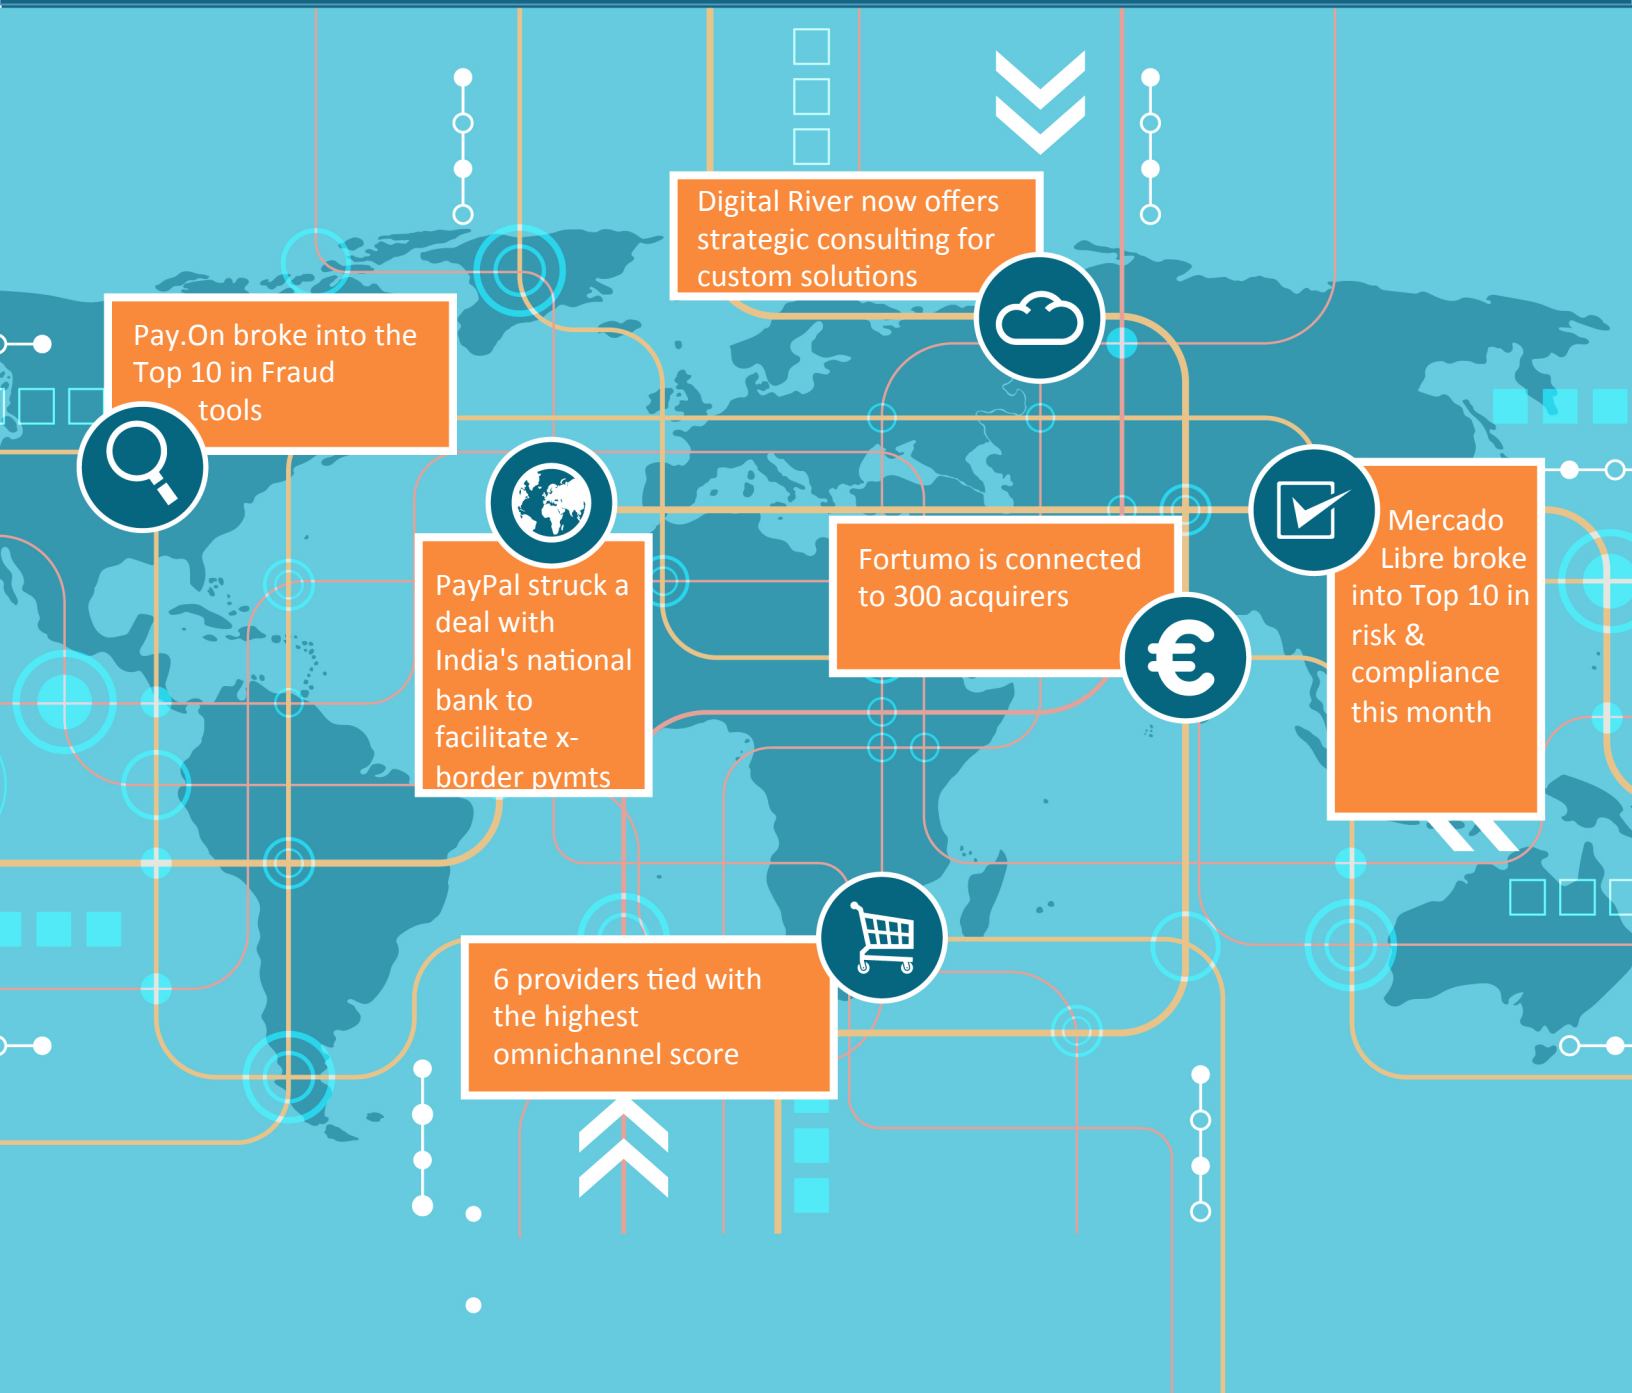 Digital River now offers
strategic consulting for
custom solutions
Pay.On broke into the
Top 10 in Fraud
tools
PayPal struck a
deal with
India's national
bank to
facilitate x-
border pymts
Fortumo is connected
to 300 acquirers
Mercado
Libre broke
into Top 10 in
risk &
compliance
this month
6 providers tied with
the highest
omnichannel score